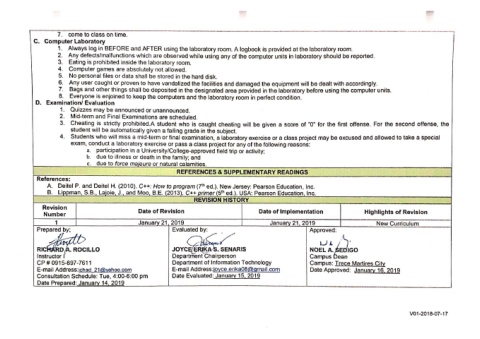 7. come to class on time.
C. Computer Laboratory
1. Always log in BEFORE and AFTER using the laboratory room. A logbook is provided at the laboratory room.
2. Any defects/malfunctions which are observed while using any of the computer units in laboratory should be reported.
3. Eating is prohibited inside the laboratory room.
4. Computer games are absolutely not allowed.
5. No personal files or data shall be stored in the hard disk.
6. Any user caught or proven to have vandalized the facilities and damaged the equipment will be dealt with accordingly.
7. Bags and other things shall be deposited in the designated area provided in the laboratory before using the computer units.
8. Everyone is enjoined to keep the computers and the laboratory room in perfect condition.
D. Examination/ Evaluation
1. Quizzes may be announced or unannounced.
2. Mid-term and Final Examinations are scheduled.
3. Cheating is strictly prohibited.A student who is caught cheating will be given a score of "0" for the first offense. For the second offense, the
student will be automatically given a failing grade in the subject.
4. Students who will miss a mid-term or final examination, a laboratory exercise or a class project may be excused and allowed to take a special
exam, conduct a laboratory exercise or pass a class project for any of the following reasons:
a. participation in a University/College-approved field trip or activity;
b. due to illness or death in the family; and
c. due to force majeure or natural calamities.
REFERENCES & SUPPLEMENTARY READINGS
References:
A. Deitel P. and Deitel H. (2010), C++: How to program (7th ed.), New Jersey: Pearson Education, Inc.
B. Lippman, S.B., Lajoie, J., and Moo, B.E. (2013), C++ primer (5th ed.). USA: Pearson Education, Inc.
REVISION HISTORY
Revision Number Date of Revision Date of Implementation Highlights of Revision
1 January 21, 2019 January 21, 2019 New Curriculum
Prepared by: Evaluated by: Approved:
RICHARD A. ROCILLO JOYCE ERIKA S. SENARIS NOEL A. SEDIGO
Instructor I Department Chairperson Campus Dean
CP # 0915-697-7611 Department of Information Technology Campus: Trece Martires City
E-mail Address:ichad_21@yahoo.com E-mail Address:joyce.erika06@gmail.com Date Approved: January 16, 2019
Consultation Schedule: Tue, 4:00-6:00 pm Date Evaluated: January 15, 2019
Date Prepared: January 14, 2019
V01-2018-07-17